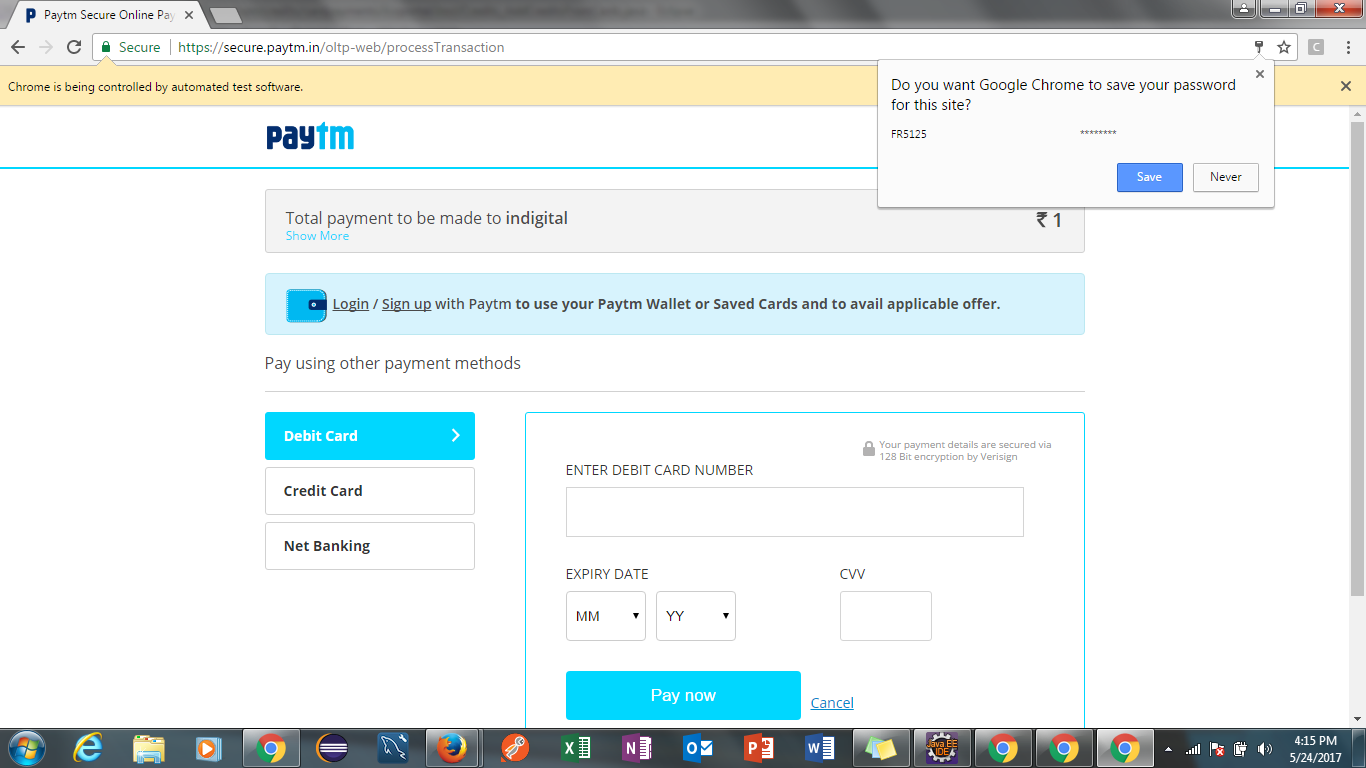 Paytm Secure Online Pay
Secure
https://secure.paytm.in/oltp-web/processTransaction
C
Chrome is being controlled by automated test software.
Do you want Google Chrome to save your password
for this site?
FR5125 ********
Save
Never
paytm
Total payment to be made to indigital
₹ 1
Show More
Login / Sign up with Paytm to use your Paytm Wallet or Saved Cards and to avail applicable offer.
Pay using other payment methods
Debit Card
Credit Card
Net Banking
Your payment details are secured via
128 Bit encryption by Verisign
ENTER DEBIT CARD NUMBER
EXPIRY DATE
CVV
MM
YY
Pay now
Cancel
Java EE
IDE
4:15 PM
5/24/2017